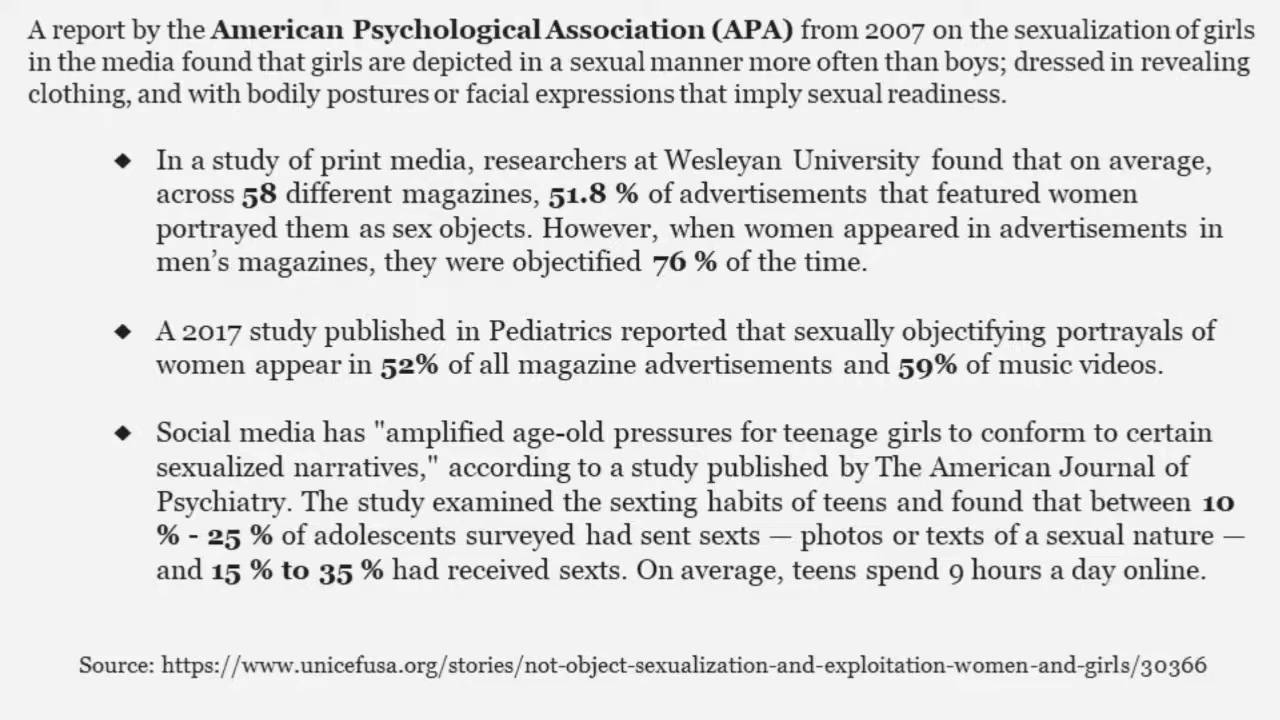 A report by the American Psychological Association (APA) from 2007 on the sexualization of girls
in the media found that girls are depicted in a sexual manner more often than boys; dressed in revealing
clothing, and with bodily postures or facial expressions that imply sexual readiness.
◆ In a study of print media, researchers at Wesleyan University found that on average,
across 58 different magazines, 51.8 % of advertisements that featured women
portrayed them as sex objects. However, when women appeared in advertisements in
men’s magazines, they were objectified 76 % of the time.
◆ A 2017 study published in Pediatrics reported that sexually objectifying portrayals of
women appear in 52% of all magazine advertisements and 59% of music videos.
◆ Social media has "amplified age-old pressures for teenage girls to conform to certain
sexualized narratives," according to a study published by The American Journal of
Psychiatry. The study examined the sexting habits of teens and found that between 10
% - 25 % of adolescents surveyed had sent sexts — photos or texts of a sexual nature —
and 15 % to 35 % had received sexts. On average, teens spend 9 hours a day online.
Source: https://www.unicefusa.org/stories/not-object-sexualization-and-exploitation-women-and-girls/30366